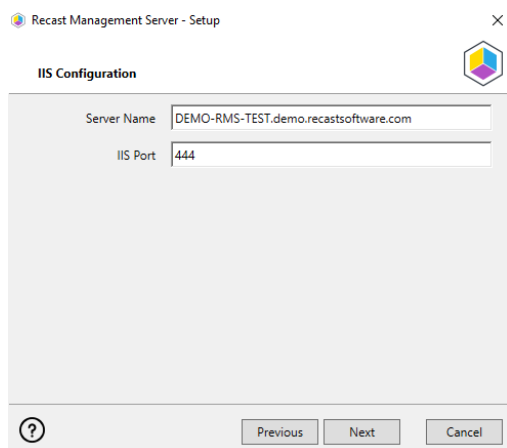 Recast Management Server - Setup
IIS Configuration
Server Name DEMO-RMS-TEST.demo.recastsoftware.com
IIS Port 444
? Previous Next Cancel